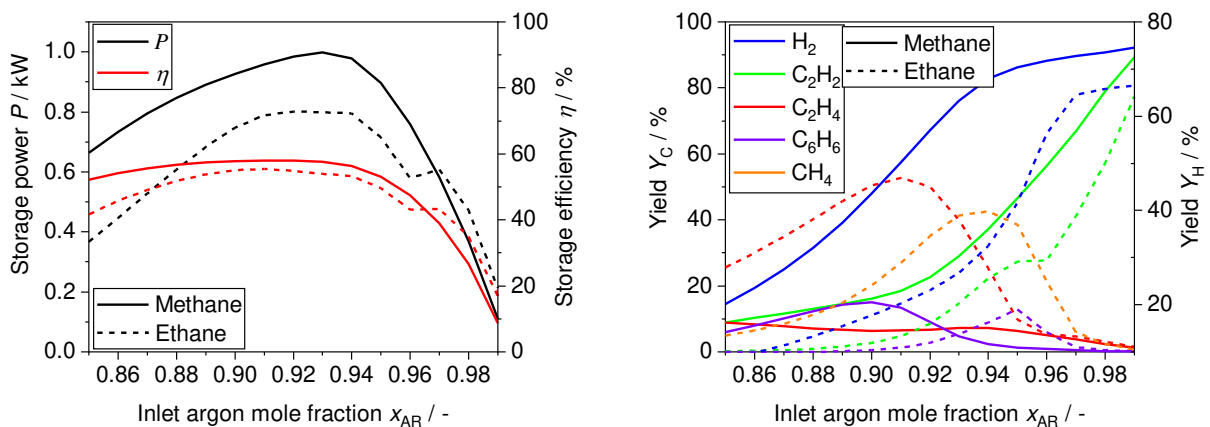 Storage power P / kW
1.0
0.8
0.6
0.4
0.2
0.0
P
η
Methane
Ethane
100
80
60
40
20
0
Storage efficiency η / %
0.86 0.88 0.90 0.92 0.94 0.96 0.98
Inlet argon mole fraction xAR / -
Yield YC / %
100
80
60
40
20
0
H2
C2H2
C2H4
C6H6
CH4
Methane
Ethane
80
60
40
20
Yield YH / %
0.86 0.88 0.90 0.92 0.94 0.96 0.98
Inlet argon mole fraction xAR / -